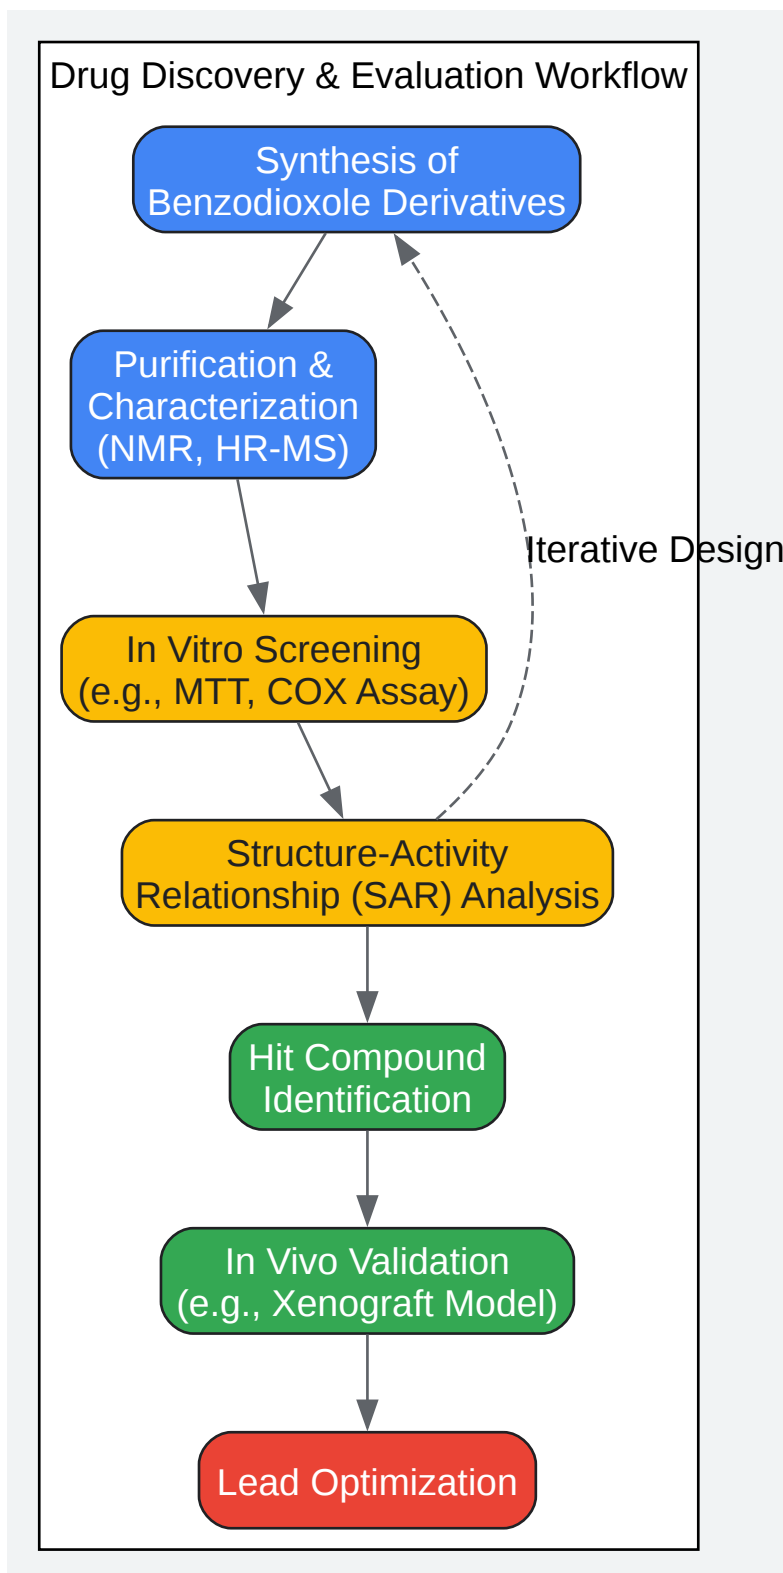 Drug Discovery & Evaluation Workflow
Synthesis of
Benzodioxole Derivatives
Purification &
Characterization
(NMR, HR-MS)
Iterative Design
In Vitro Screening
(e.g., MTT, COX Assay)
Structure-Activity
Relationship (SAR) Analysis
Hit Compound
Identification
In Vivo Validation
(e.g., Xenograft Model)
Lead Optimization